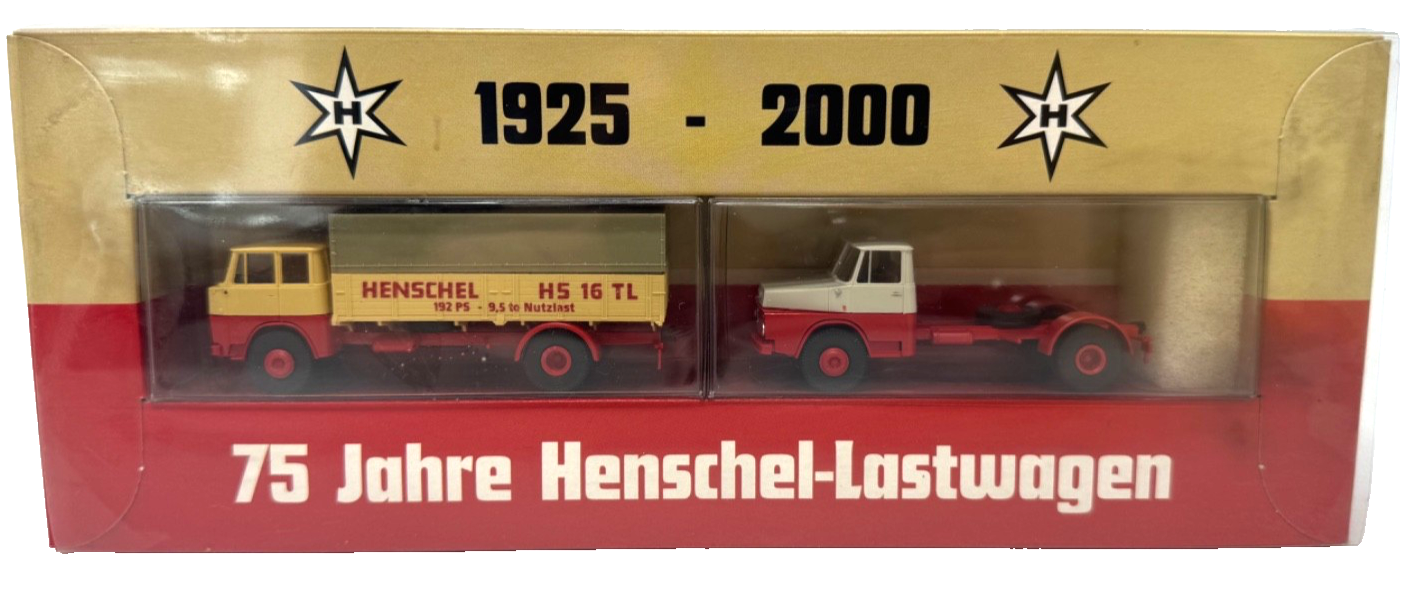 H 1925 - 2000 H
HENSCHEL HS 16 TL
192 PS - 9,5 to Nutzlast
75 Jahre Henschel-Lastwagen